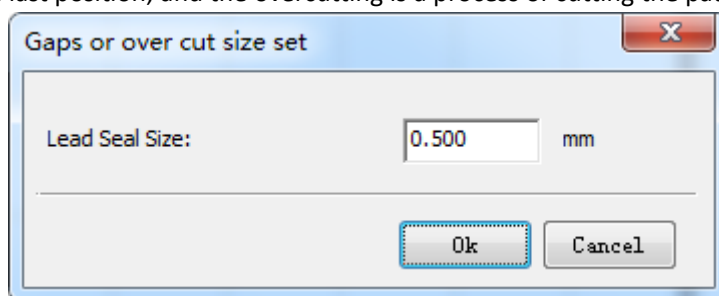 last position, and the overcutting is a process of cutting the
Gaps or over cut size set
Lead Seal Size: 0.500 mm
Ok Cancel